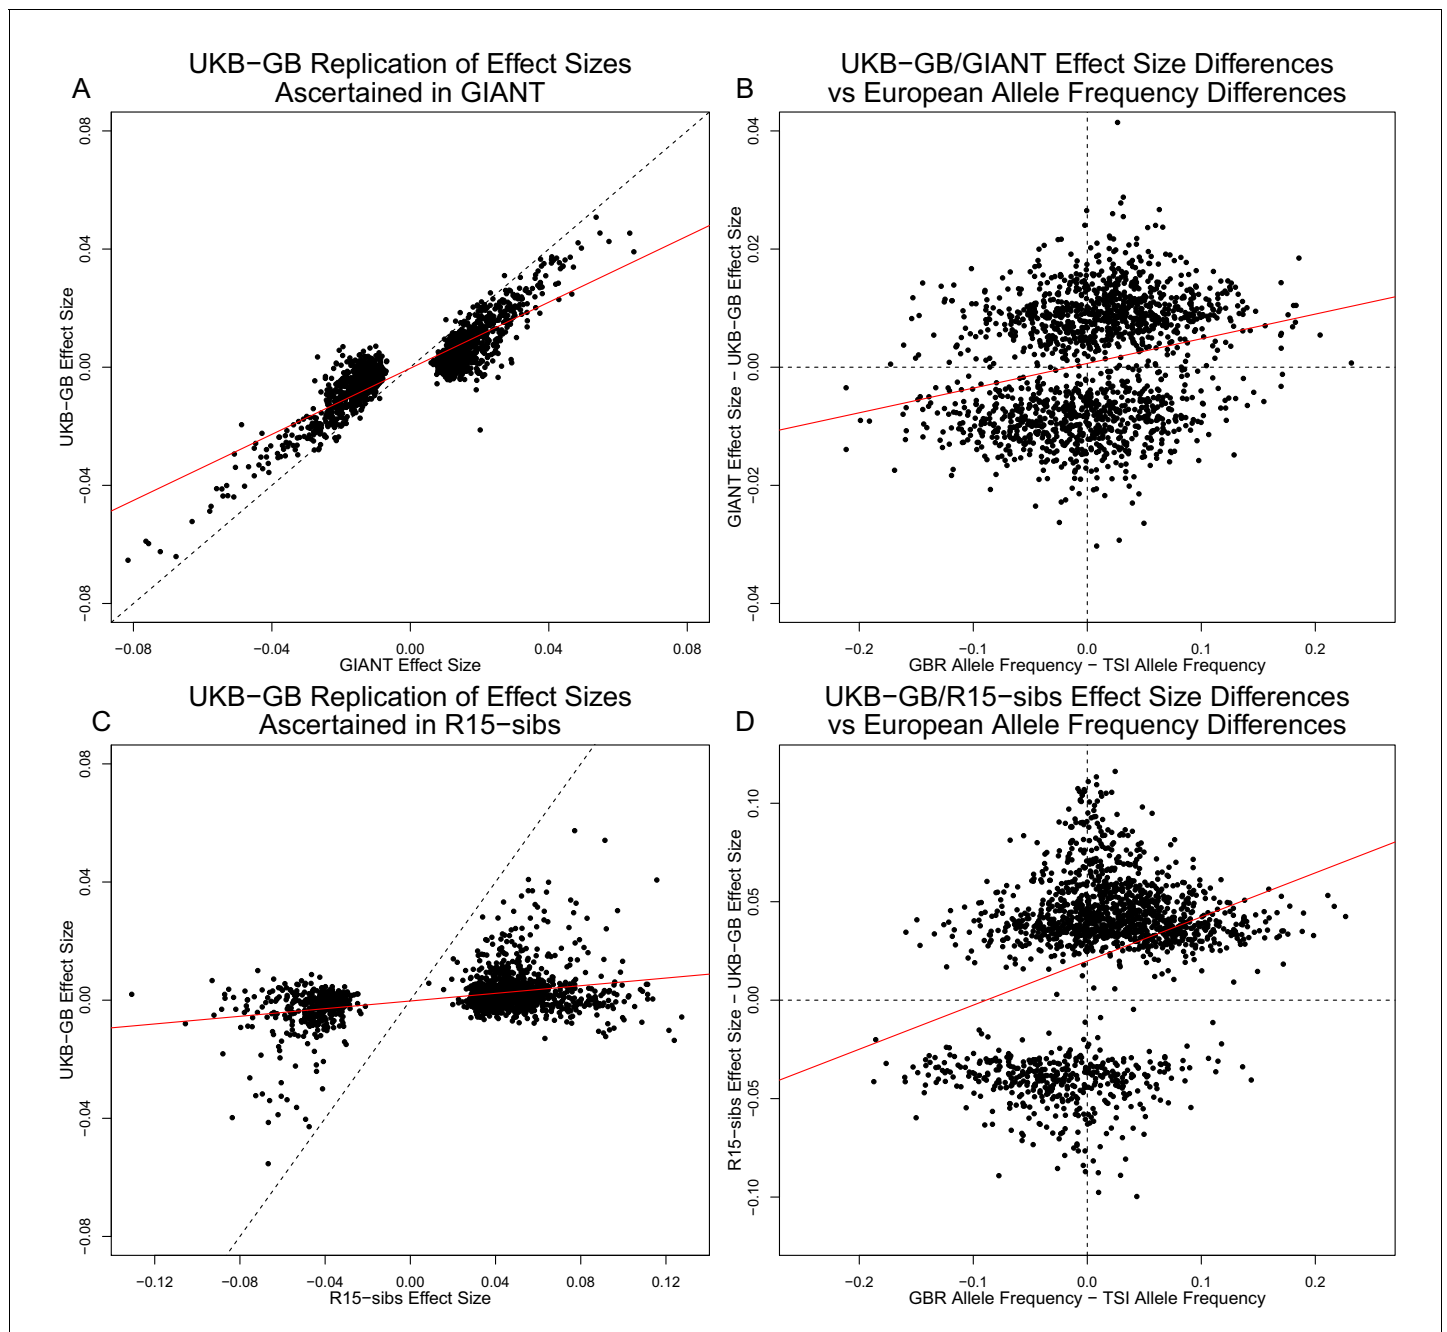 UKB−GB Replication of Effect Sizes
Ascertained in GIANT
A
UKB−GB Effect Size
0.08
0.04
0.00
−0.04
−0.08
−0.08 −0.04 0.00 0.04 0.08
GIANT Effect Size
UKB−GB/GIANT Effect Size Differences
vs European Allele Frequency Differences
B
GIANT Effect Size − UKB−GB Effect Size
0.04
0.02
0.00
−0.02
−0.04
−0.2 −0.1 0.0 0.1 0.2
GBR Allele Frequency − TSI Allele Frequency
UKB−GB Replication of Effect Sizes
Ascertained in R15−sibs
C
UKB−GB Effect Size
0.08
0.04
0.00
−0.04
−0.08
−0.12 −0.08 −0.04 0.00 0.04 0.08 0.12
R15−sibs Effect Size
UKB−GB/R15−sibs Effect Size Differences
vs European Allele Frequency Differences
D
R15−sibs Effect Size − UKB−GB Effect Size
0.10
0.05
0.00
−0.05
−0.10
−0.2 −0.1 0.0 0.1 0.2
GBR Allele Frequency − TSI Allele Frequency